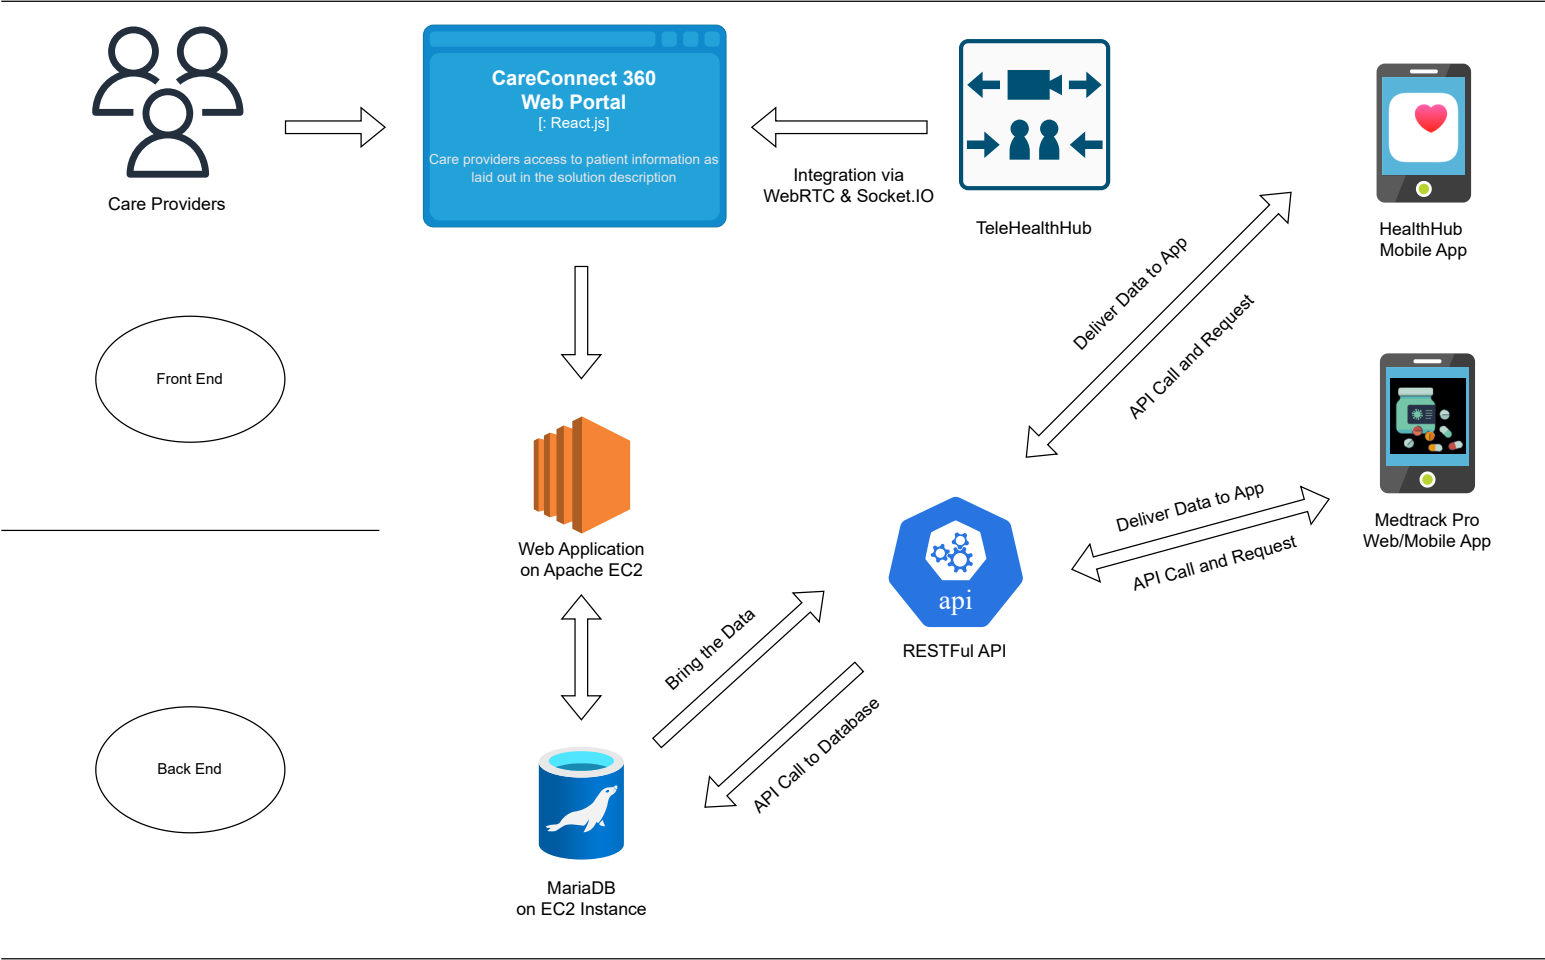 Care Providers
CareConnect 360
Web Portal
[: React.js]
Care providers access to patient information as
laid out in the solution description
Integration via
WebRTC & Socket.IO
TeleHealthHub
HealthHub
Mobile App
Deliver Data to App
API Call and Request
Front End
Web Application
on Apache EC2
Medtrack Pro
Web/Mobile App
Deliver Data to App
API Call and Request
api
RESTFul API
Bring the Data
API Call to Database
Back End
MariaDB
on EC2 Instance